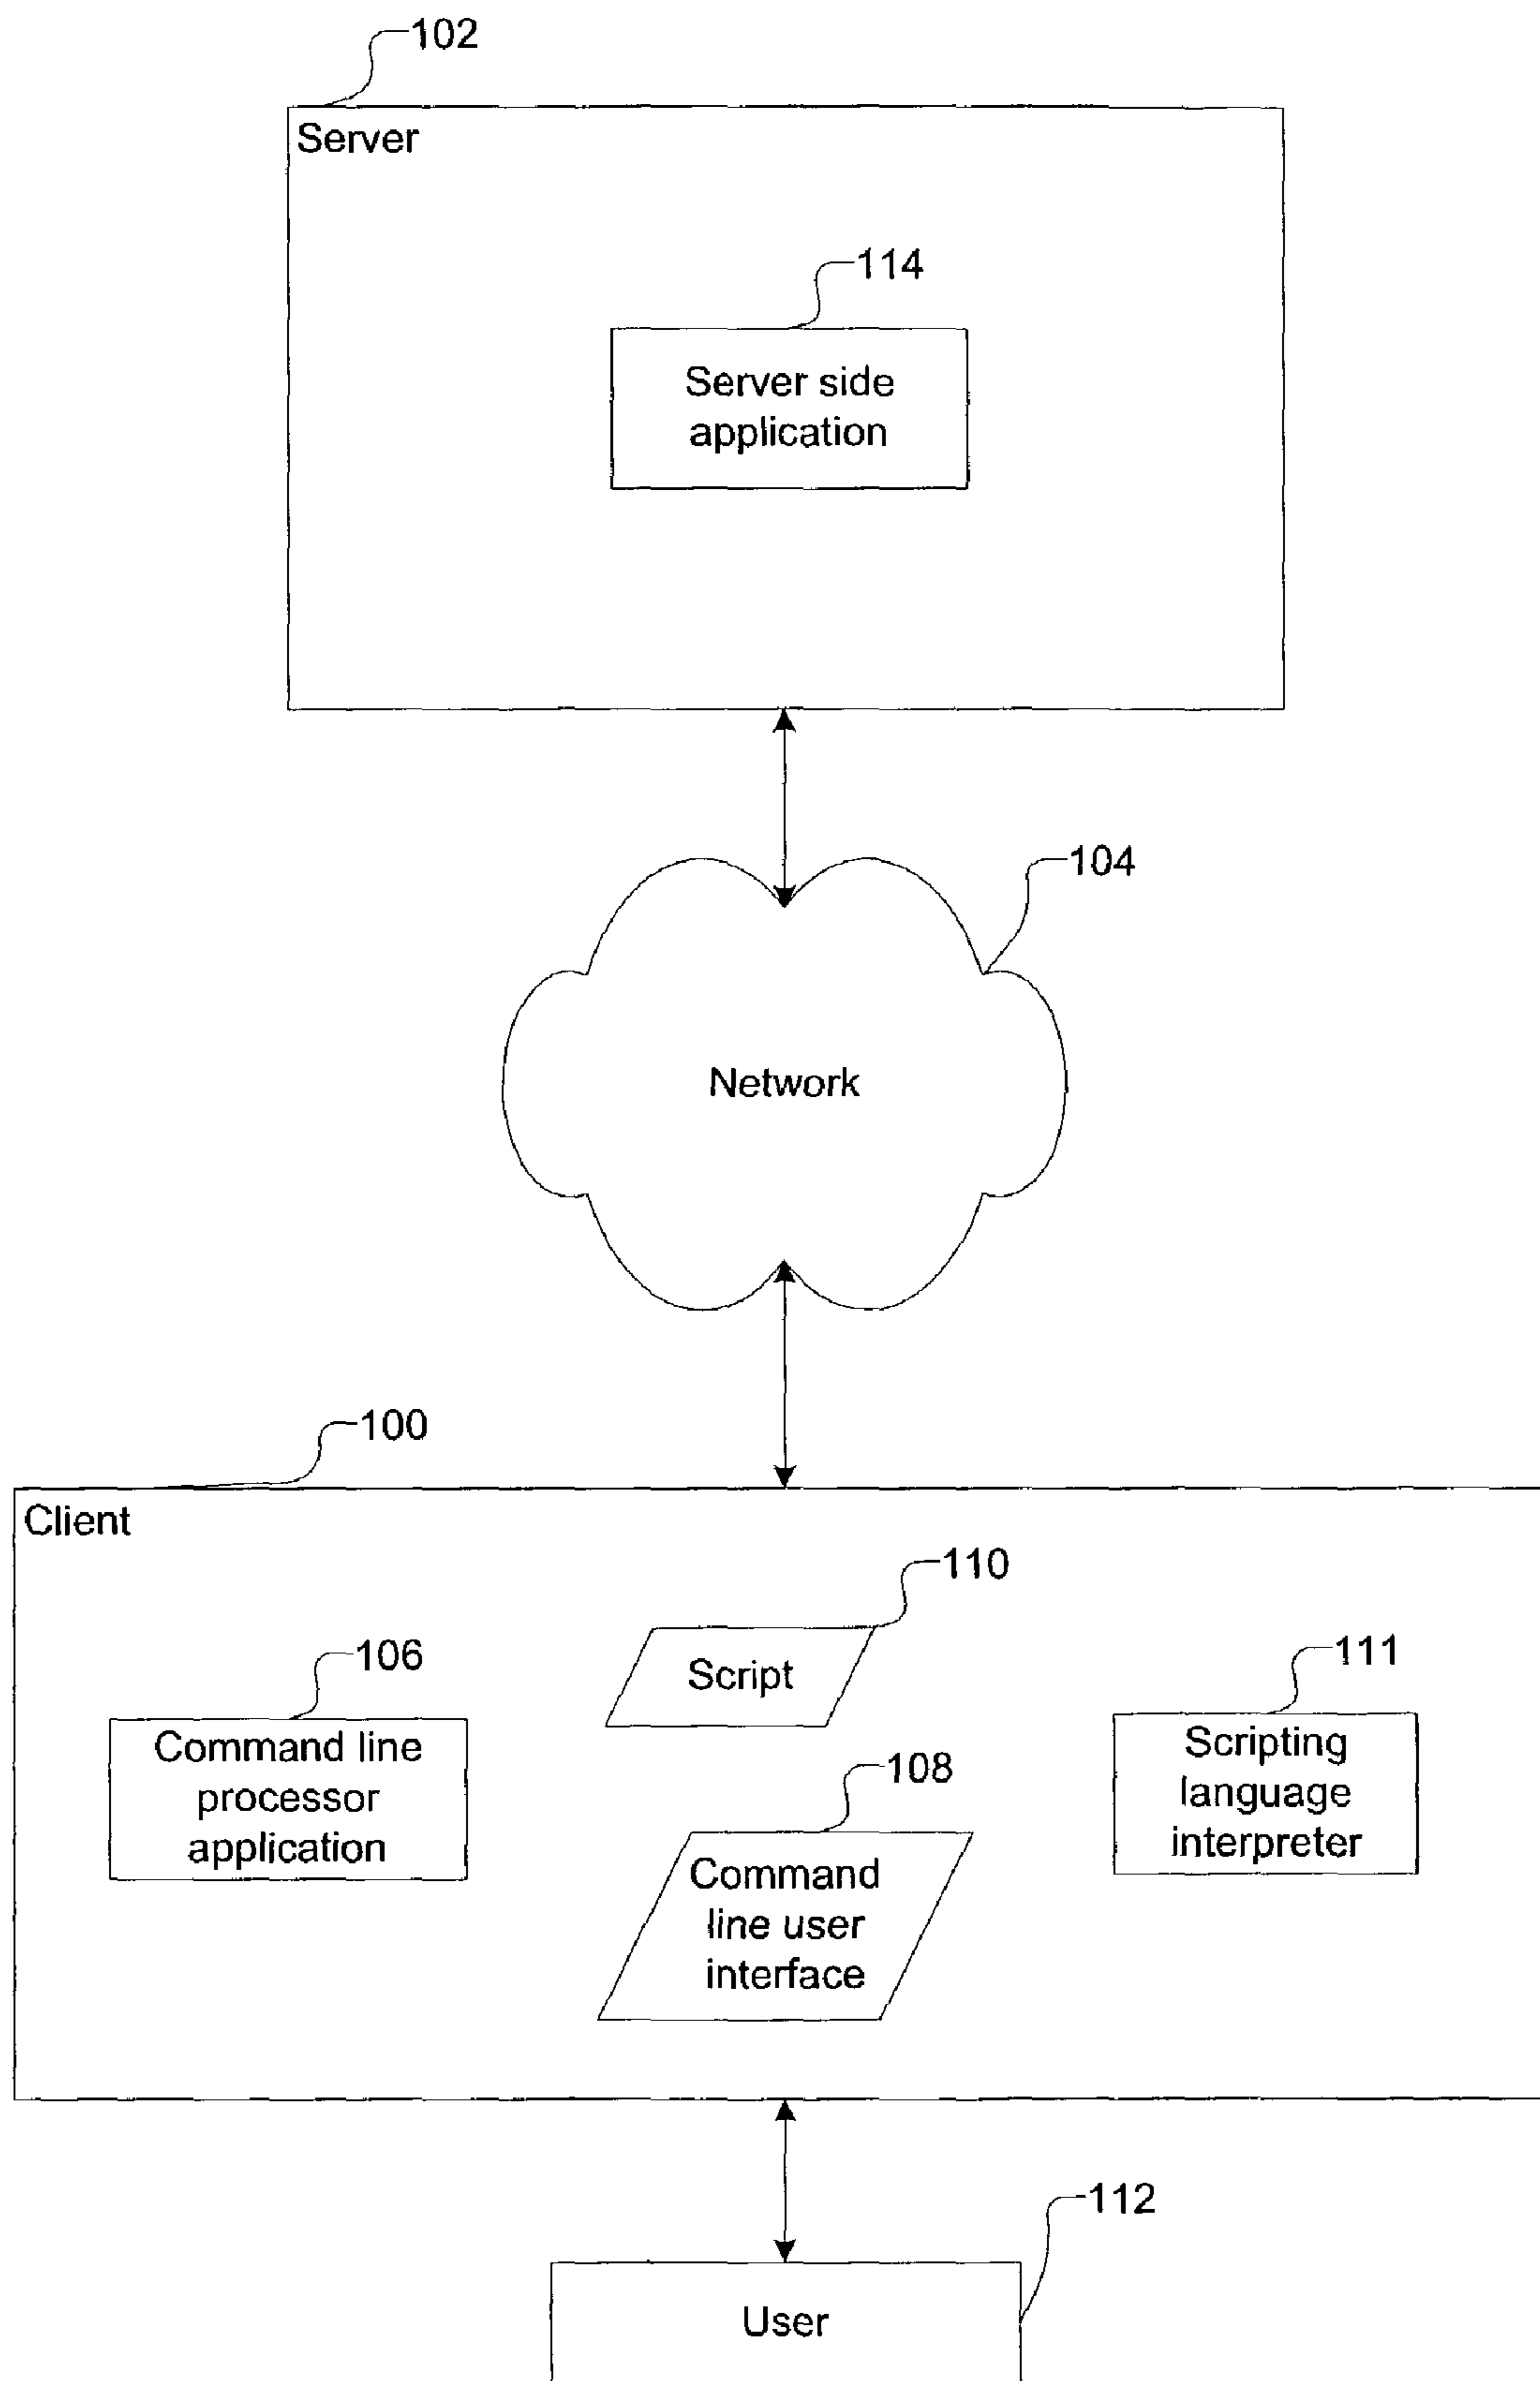 102
Server
114
Server side
application
104
Network
100
Client
110
Script
106
Command line
processor
application
111
Scripting
language
interpreter
108
Command
line user
interface
112
User